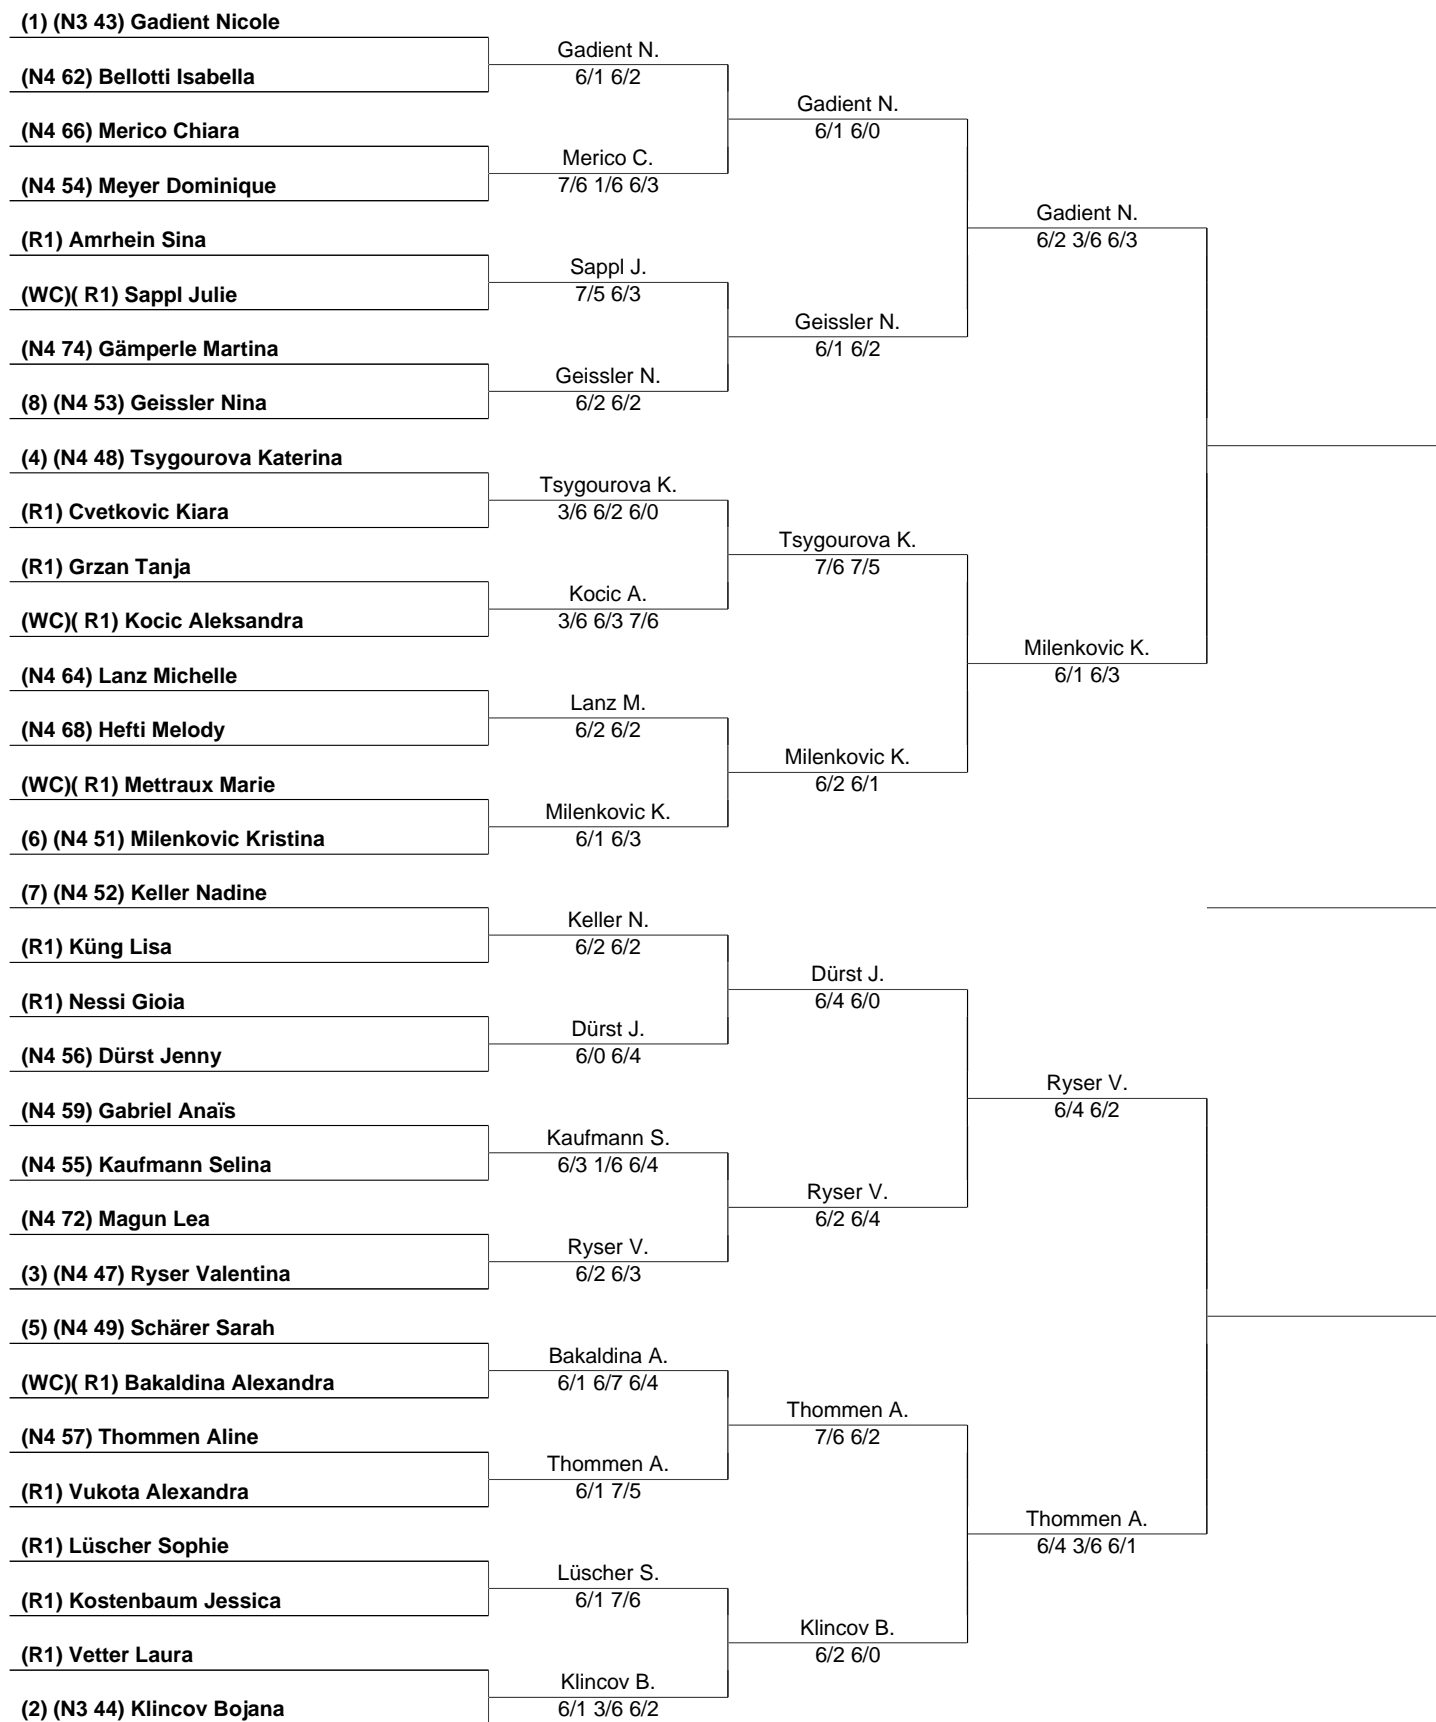 (1) (N3 43) Gadient Nicole
Gadient N.
(N4 62) Bellotti Isabella
6/1 6/2
Gadient N.
(N4 66) Merico Chiara
6/1 6/0
Merico C.
(N4 54) Meyer Dominique
7/6 1/6 6/3
Gadient N.
(R1) Amrhein Sina
6/2 3/6 6/3
Sappl J.
(WC)( R1) Sappl Julie
7/5 6/3
Geissler N.
(N4 74) Gämperle Martina
6/1 6/2
Geissler N.
(8) (N4 53) Geissler Nina
6/2 6/2
(4) (N4 48) Tsygourova Katerina
Tsygourova K.
(R1) Cvetkovic Kiara
3/6 6/2 6/0
Tsygourova K.
(R1) Grzan Tanja
7/6 7/5
Kocic A.
(WC)( R1) Kocic Aleksandra
3/6 6/3 7/6
Milenkovic K.
(N4 64) Lanz Michelle
6/1 6/3
Lanz M.
(N4 68) Hefti Melody
6/2 6/2
Milenkovic K.
(WC)( R1) Mettraux Marie
6/2 6/1
Milenkovic K.
(6) (N4 51) Milenkovic Kristina
6/1 6/3
(7) (N4 52) Keller Nadine
Keller N.
(R1) Küng Lisa
6/2 6/2
Dürst J.
(R1) Nessi Gioia
6/4 6/0
Dürst J.
(N4 56) Dürst Jenny
6/0 6/4
Ryser V.
(N4 59) Gabriel Anaïs
6/4 6/2
Kaufmann S.
(N4 55) Kaufmann Selina
6/3 1/6 6/4
Ryser V.
(N4 72) Magun Lea
6/2 6/4
Ryser V.
(3) (N4 47) Ryser Valentina
6/2 6/3
(5) (N4 49) Schärer Sarah
Bakaldina A.
(WC)( R1) Bakaldina Alexandra
6/1 6/7 6/4
Thommen A.
(N4 57) Thommen Aline
7/6 6/2
Thommen A.
(R1) Vukota Alexandra
6/1 7/5
Thommen A.
(R1) Lüscher Sophie
6/4 3/6 6/1
Lüscher S.
(R1) Kostenbaum Jessica
6/1 7/6
Klincov B.
(R1) Vetter Laura
6/2 6/0
Klincov B.
(2) (N3 44) Klincov Bojana
6/1 3/6 6/2